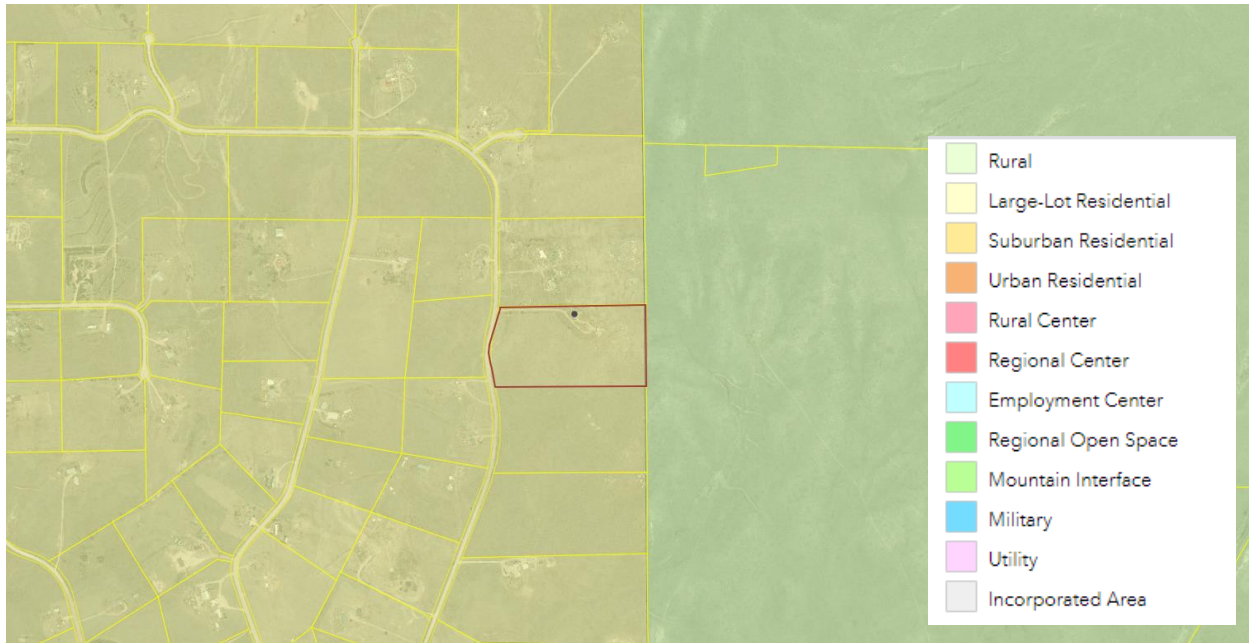 Rural
Large-Lot Residential
Suburban Residential
Urban Residential
Rural Center
Regional Center
Employment Center
Regional Open Space
Mountain Interface
Military
Utility
Incorporated Area